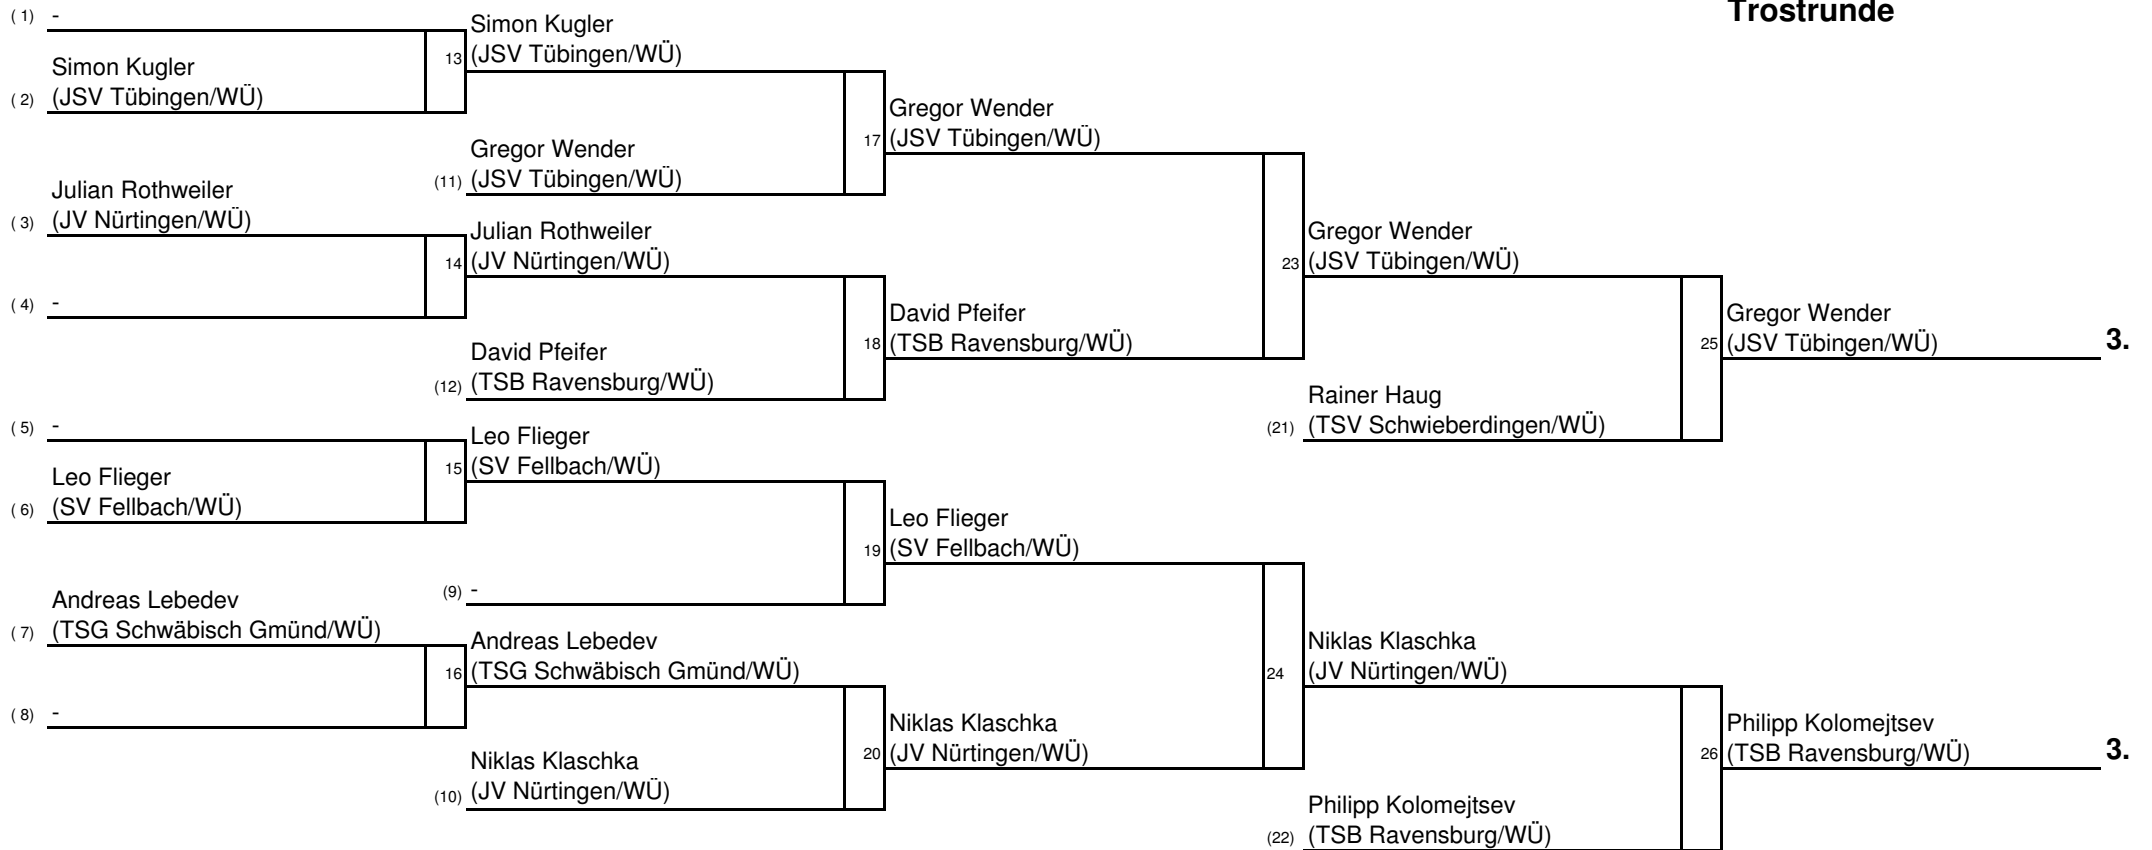 Trostrunde
( 1) -
Simon Kugler
( 2) (JSV Tübingen/WÜ)
Julian Rothweiler
( 3) (JV Nürtingen/WÜ)
( 4) -
( 5) -
Leo Flieger
( 6) (SV Fellbach/WÜ)
Andreas Lebedev
( 7) (TSG Schwäbisch Gmünd/WÜ)
( 8) -
Simon Kugler
13 (JSV Tübingen/WÜ)
Gregor Wender
(11) (JSV Tübingen/WÜ)
Julian Rothweiler
14 (JV Nürtingen/WÜ)
David Pfeifer
(12) (TSB Ravensburg/WÜ)
Leo Flieger
15 (SV Fellbach/WÜ)
(9) -
Andreas Lebedev
16 (TSG Schwäbisch Gmünd/WÜ)
Niklas Klaschka
(10) (JV Nürtingen/WÜ)
Gregor Wender
17 (JSV Tübingen/WÜ)
David Pfeifer
18 (TSB Ravensburg/WÜ)
Leo Flieger
19 (SV Fellbach/WÜ)
Niklas Klaschka
20 (JV Nürtingen/WÜ)
Gregor Wender
23 (JSV Tübingen/WÜ)
Rainer Haug
(21) (TSV Schwieberdingen/WÜ)
Niklas Klaschka
24 (JV Nürtingen/WÜ)
Philipp Kolomejtsev
(22) (TSB Ravensburg/WÜ)
Gregor Wender
25 (JSV Tübingen/WÜ) 3.
Philipp Kolomejtsev
26 (TSB Ravensburg/WÜ) 3.